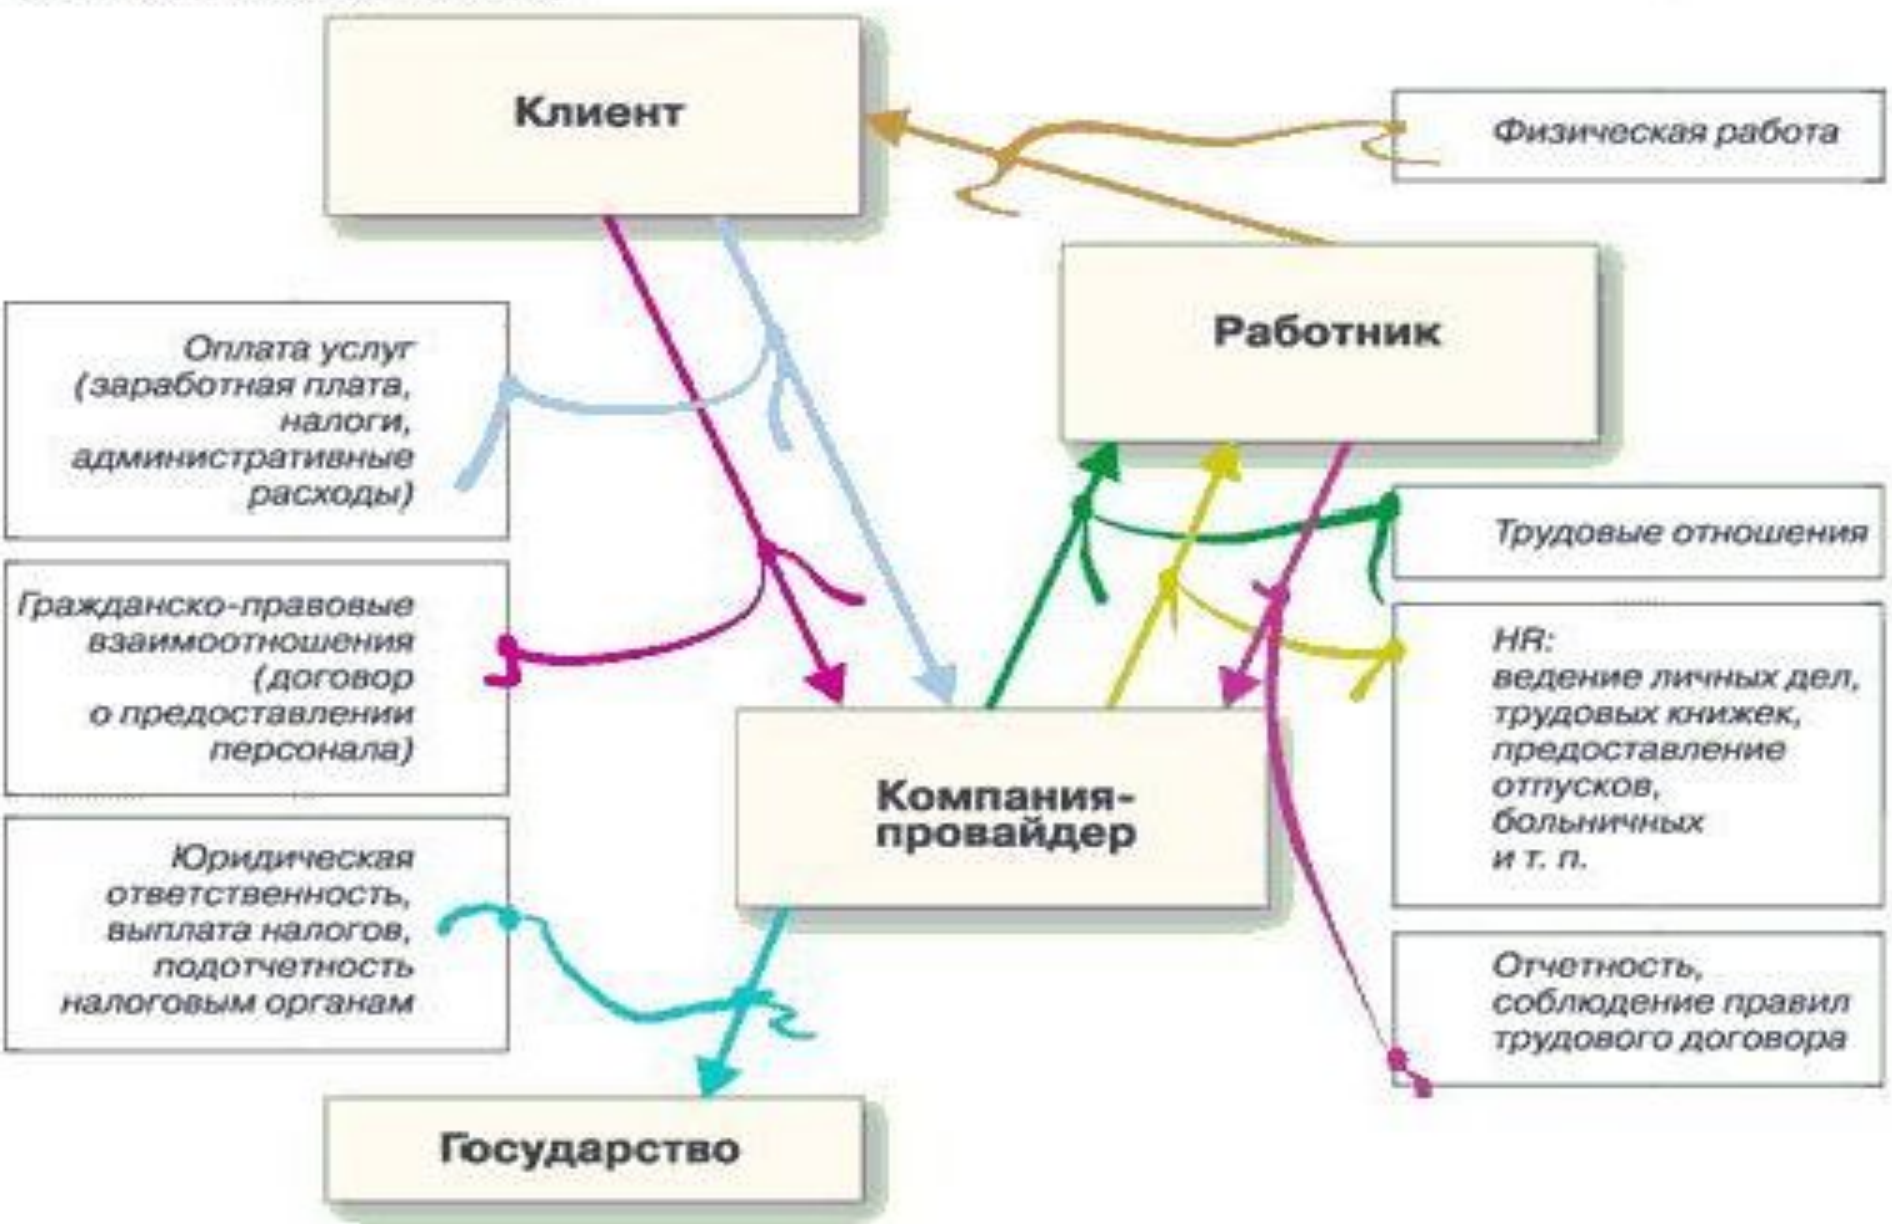 Клиент
Физическая работа
Работник
Оплата услуг
(заработная плата,
налоги,
административные
расходы)
Трудовые отношения
Гражданско-правовые
взаимоотношения
(договор
о предоставлении
персонала)
HR:
ведение личных дел,
трудовых книжек,
предоставление
отпусков,
больничных
и т. п.
Компания-
провайдер
Юридическая
ответственность,
выплата налогов,
подотчетность
налоговым органам
Отчетность,
соблюдение правил
трудового договора
Государство